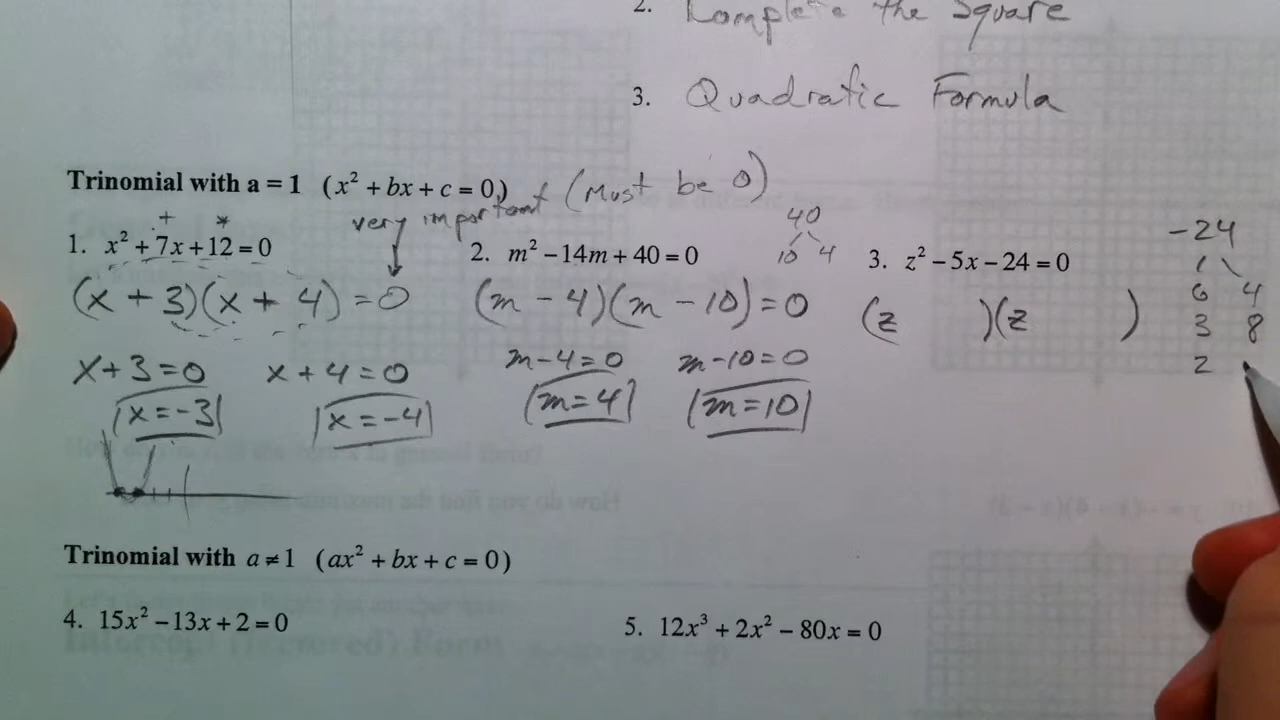 2. Complete the Square
3. Quadratic Formula
Trinomial with a = 1 (x² + bx + c = 0) (Must be 0)
very important
+ *
1. x² + 7x + 12 = 0
(x + 3)(x + 4) = 0
x + 3 = 0 x + 4 = 0
x = -3 x = -4
40
10 4
2. m² − 14m + 40 = 0
(m - 4)(m - 10) = 0
m - 4 = 0 m - 10 = 0
m = 4 m = 10
3. z² − 5x − 24 = 0
(z )(z )
-24
6 4
3 8
2
Trinomial with a ≠ 1 (ax² + bx + c = 0)
4. 15x² − 13x + 2 = 0
5. 12x³ + 2x² − 80x = 0